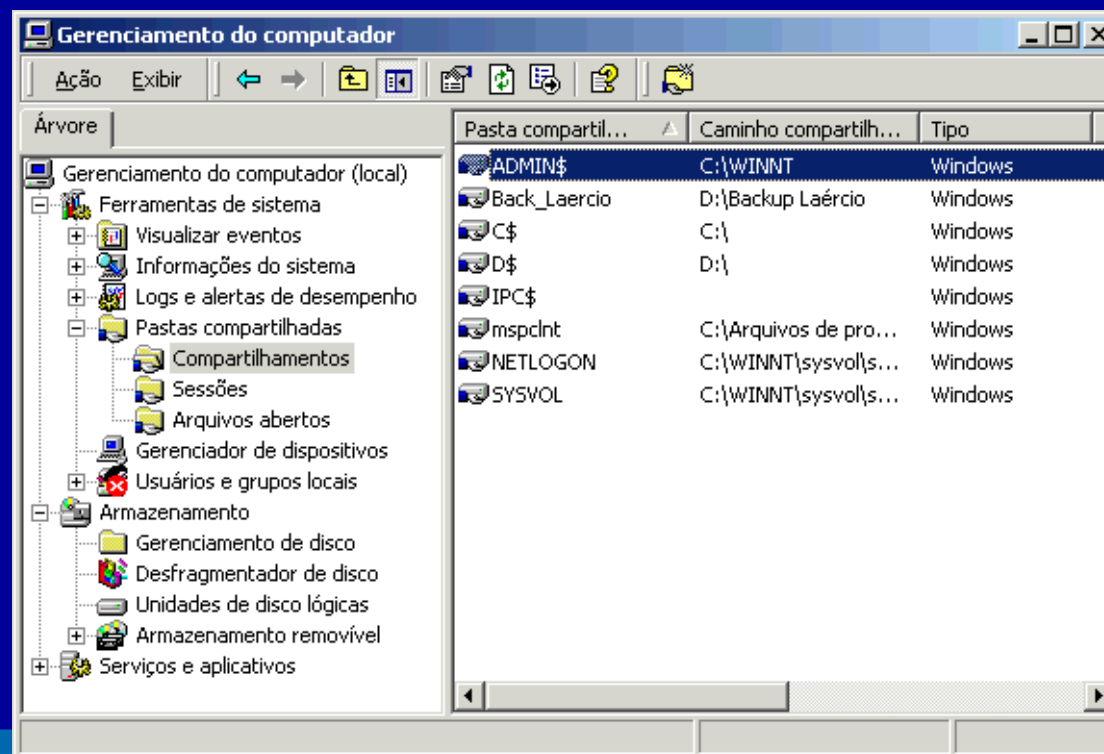 Gerenciamento do computador
Ação Exibir
Árvore
Gerenciamento do computador (local)
Ferramentas de sistema
Visualizar eventos
Informações do sistema
Logs e alertas de desempenho
Pastas compartilhadas
Compartilhamentos
Sessões
Arquivos abertos
Gerenciador de dispositivos
Usuários e grupos locais
Armazenamento
Gerenciamento de disco
Desfragmentador de disco
Unidades de disco lógicas
Armazenamento removível
Serviços e aplicativos
Pasta compartil... Caminho compartilh... Tipo
ADMIN$ C:\WINNT Windows
Back_Laercio D:\Backup Laércio Windows
C$ C:\ Windows
D$ D:\ Windows
IPC$ Windows
mspclnt C:\Arquivos de pro... Windows
NETLOGON C:\WINNT\sysvol\s... Windows
SYSVOL C:\WINNT\sysvol\s... Windows